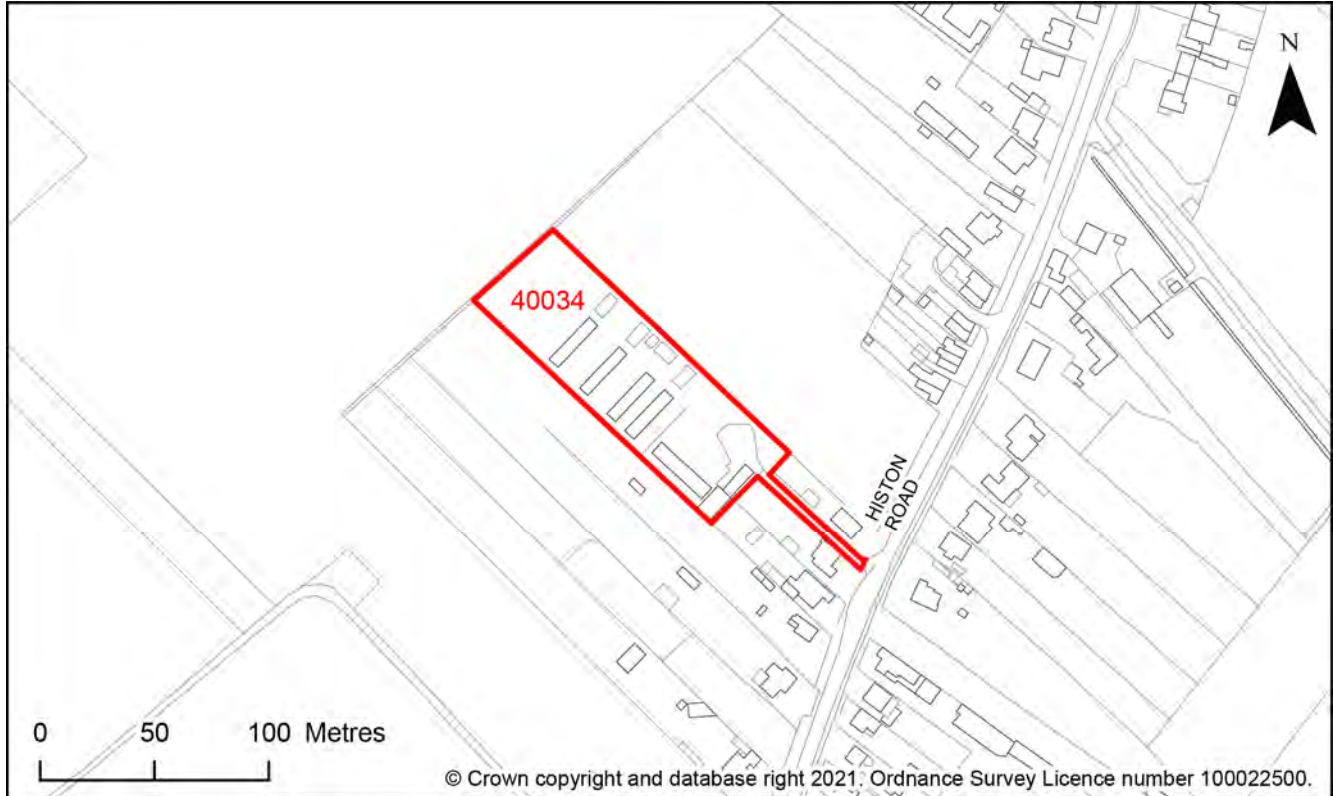 N
40034
HISTON
ROAD
0 50 100 Metres
© Crown copyright and database right 2021. Ordnance Survey Licence number 100022500.